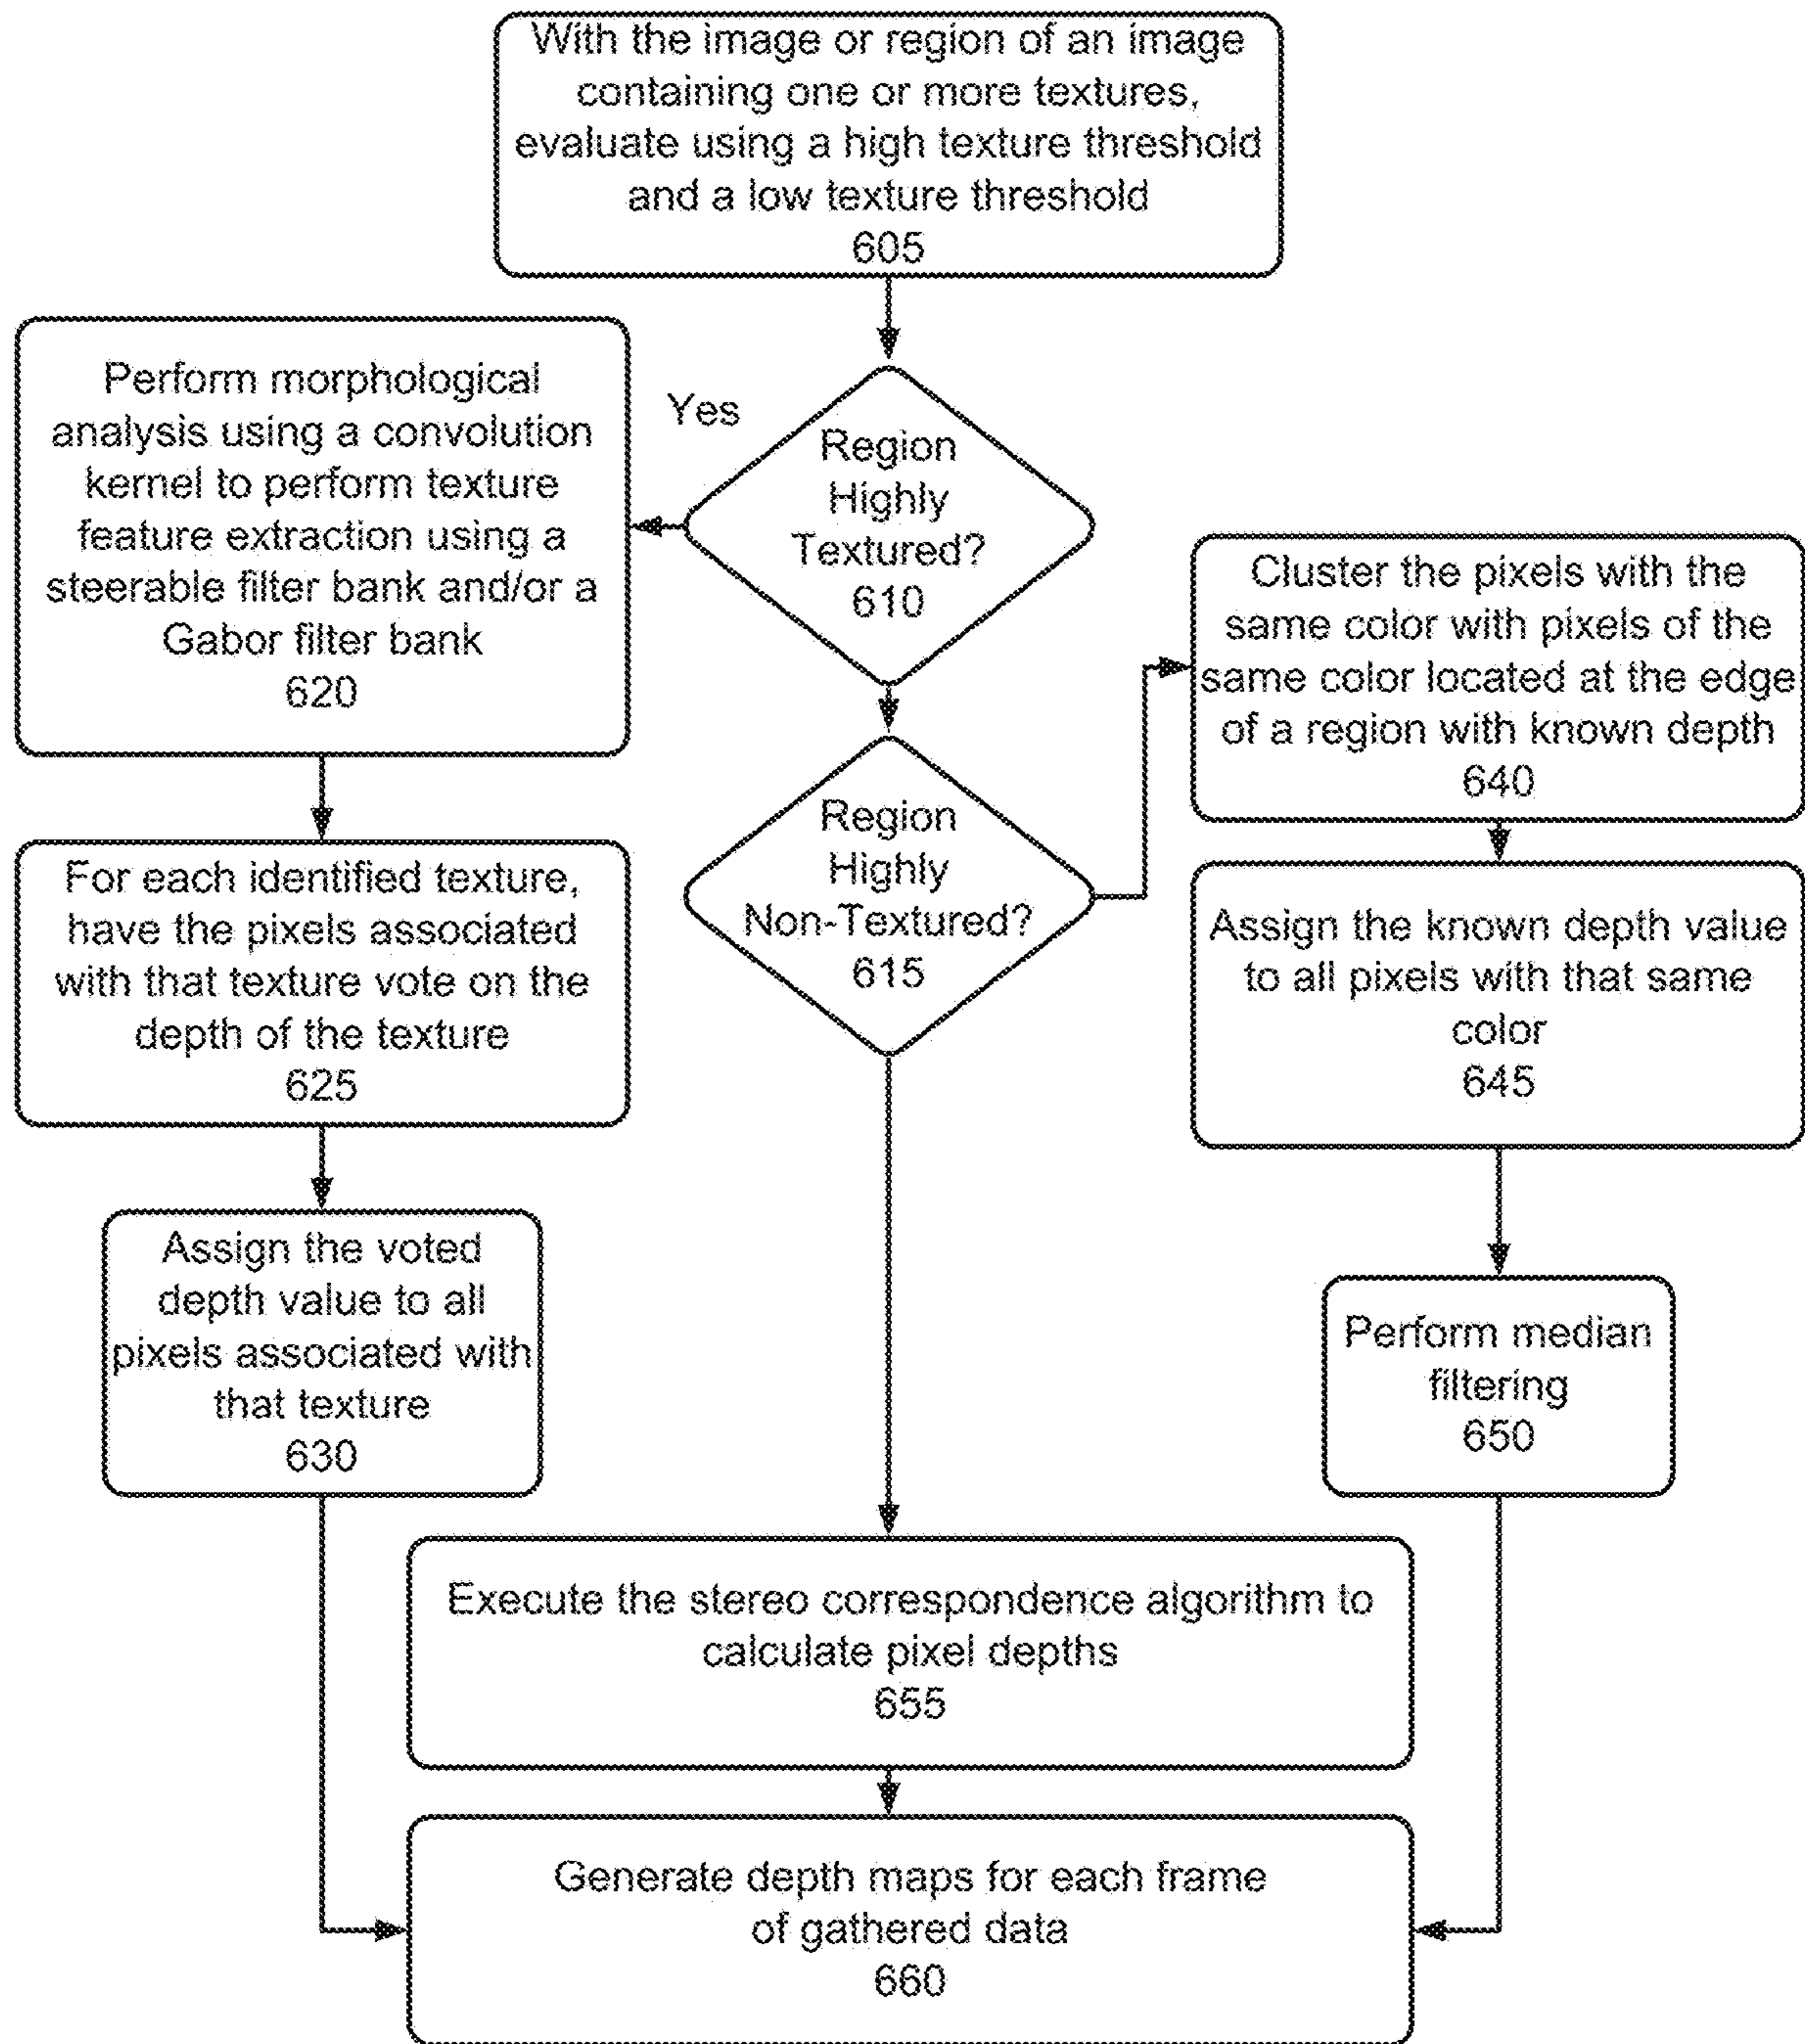 With the image or region of an image
containing one or more textures,
evaluate using a high texture threshold
and a low texture threshold
605
Yes
Region
Highly
Textured?
610
Perform morphological
analysis using a convolution
kernel to perform texture
feature extraction using a
steerable filter bank and/or a
Gabor filter bank
620
Cluster the pixels with the
same color with pixels of the
same color located at the edge
of a region with known depth
640
Region
Highly
Non-Textured?
615
For each identified texture,
have the pixels associated
with that texture vote on the
depth of the texture
625
Assign the known depth value
to all pixels with that same
color
645
Assign the voted
depth value to all
pixels associated with
that texture
630
Perform median
filtering
650
Execute the stereo correspondence algorithm to
calculate pixel depths
655
Generate depth maps for each frame
of gathered data
660